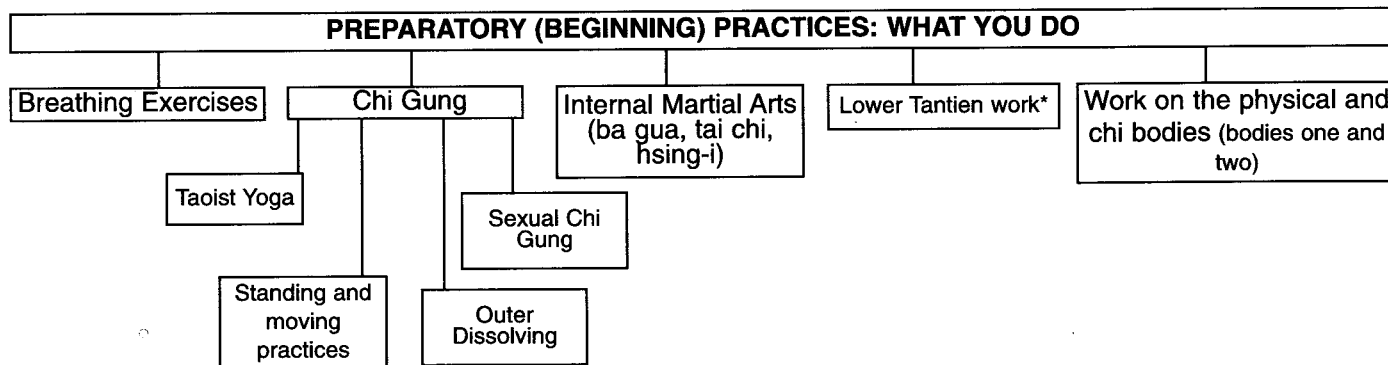 PREPARATORY (BEGINNING) PRACTICES: WHAT YOU DO
Breathing Exercises
Chi Gung
Taoist Yoga
Standing and
moving
practices
Outer
Dissolving
Sexual Chi
Gung
Internal Martial Arts
(ba gua, tai chi,
hsing-i)
Lower Tantien work*
Work on the physical and
chi bodies (bodies one and
two)